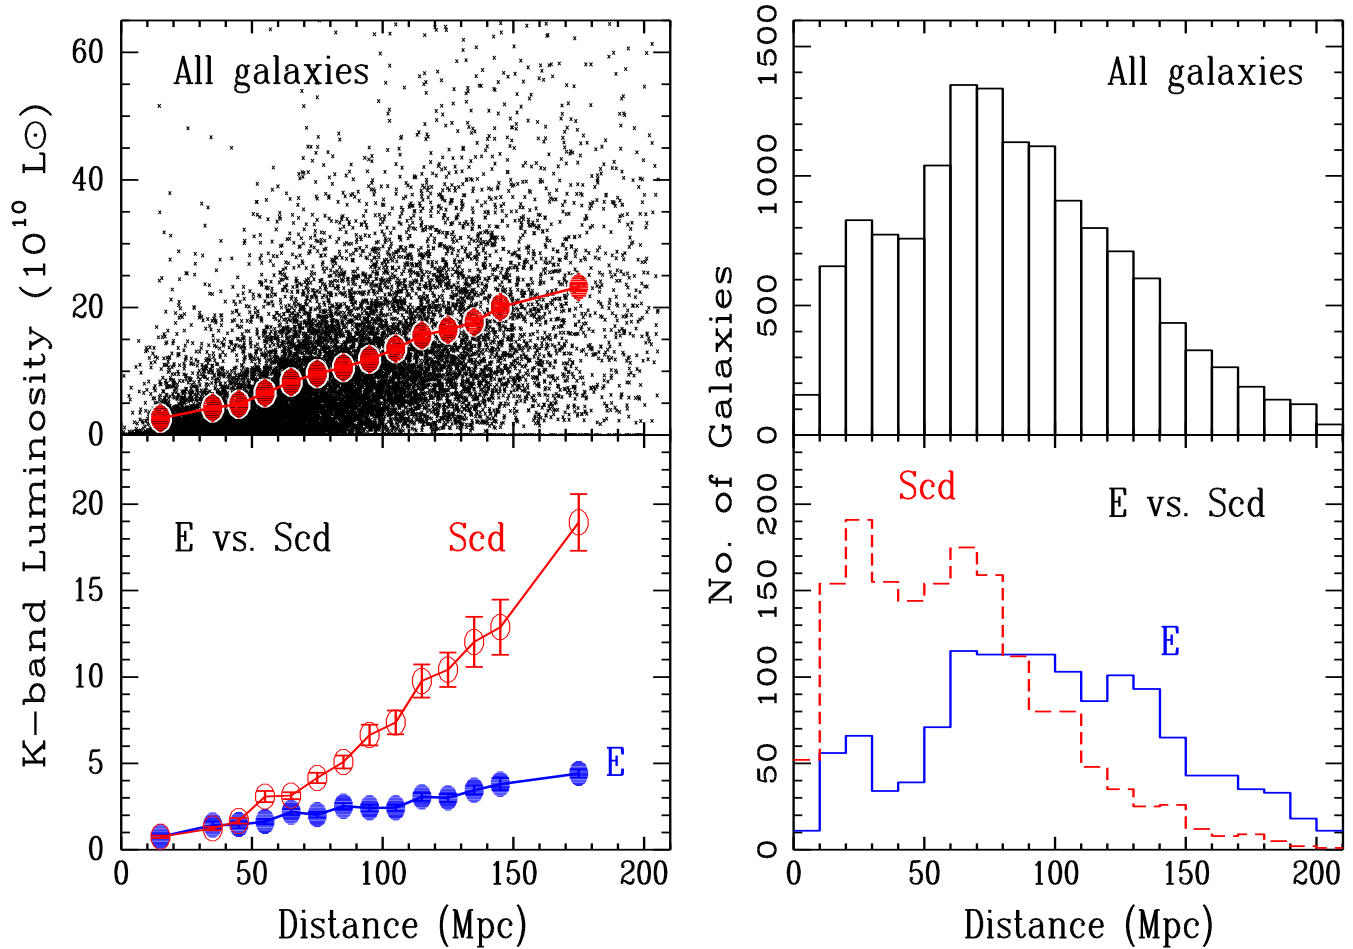 K-band Luminosity (10¹⁰ L⊙)
60
40
20
0
All galaxies
20
15
10
5
0
E vs. Scd
Scd
E
0 50 100 150 200
Distance (Mpc)
No. of Galaxies
1500
1000
500
0
All galaxies
200
150
100
50
0
Scd
E vs. Scd
E
0 50 100 150 200
Distance (Mpc)